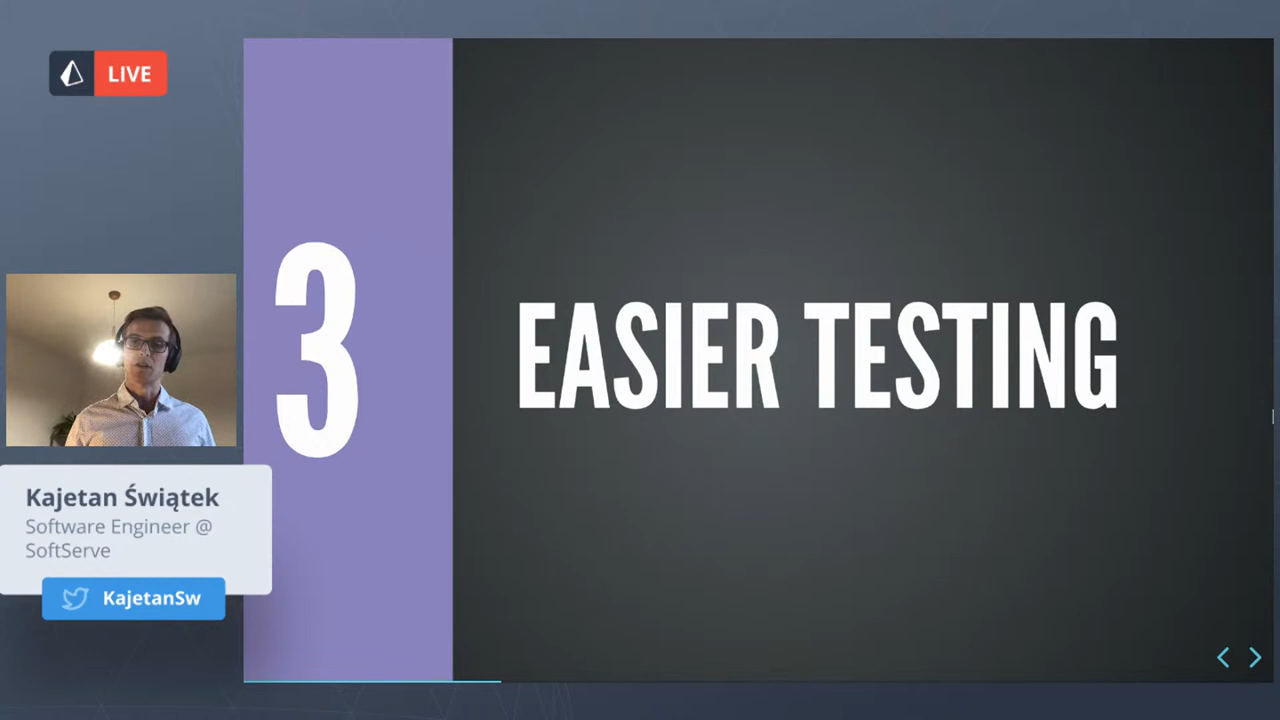 LIVE
3
EASIER TESTING
Kajetan Świątek
Software Engineer @
SoftServe
KajetanSw